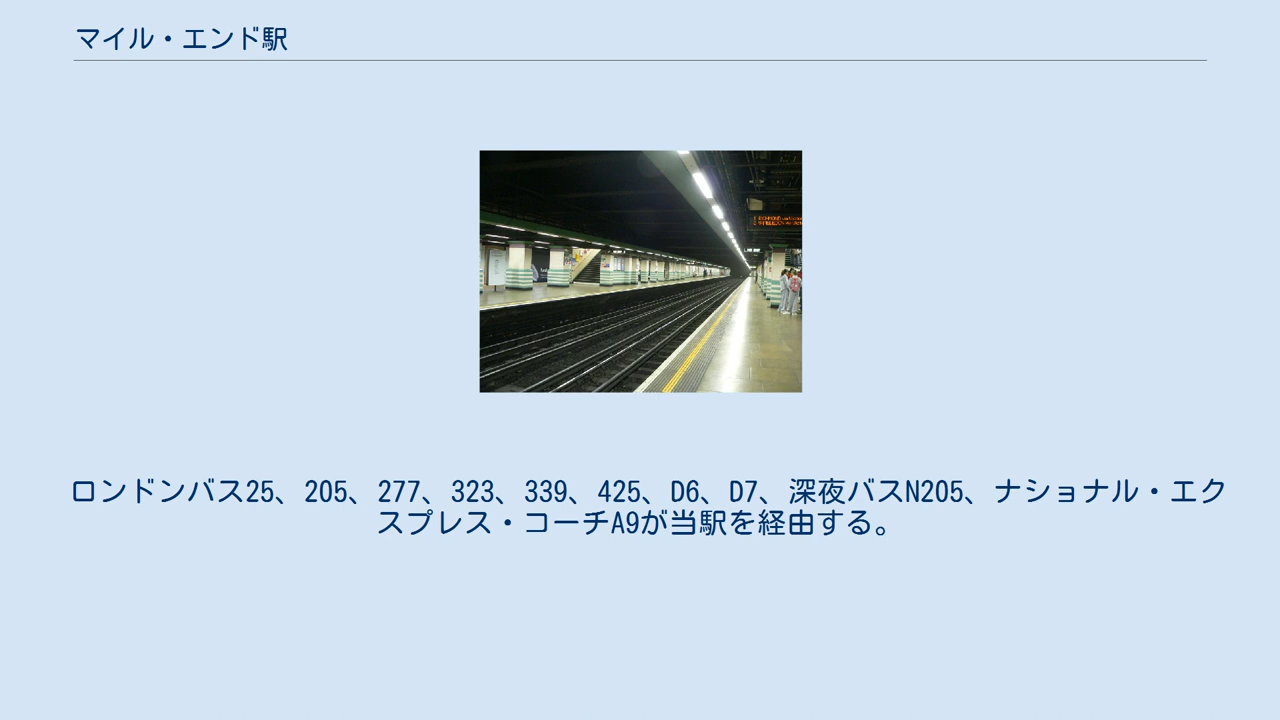 マイル・エンド駅
ロンドンバス25、205、277、323、339、425、D6、D7、深夜バスN205、ナショナル・エク
スプレス・コーチA9が当駅を経由する。